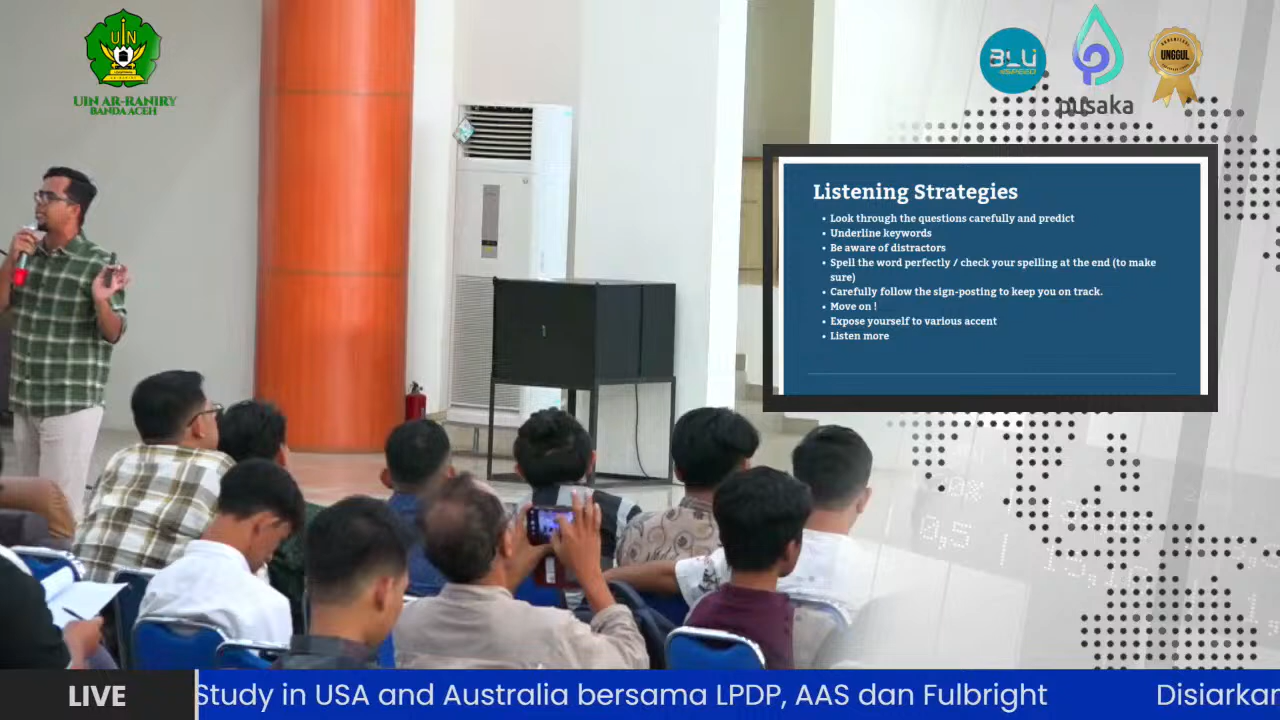 UIN
UIN AR-RANIRY
BANDA ACEH
BLU
SPEED
pusaka
UNGGUL
Listening Strategies
• Look through the questions carefully and predict
• Underline keywords
• Be aware of distractors
• Spell the word perfectly / check your spelling at the end (to make
sure)
• Carefully follow the sign-posting to keep you on track.
• Move on !
• Expose yourself to various accent
• Listen more
LIVE
Study in USA and Australia bersama LPDP, AAS dan Fulbright
Disiarkan